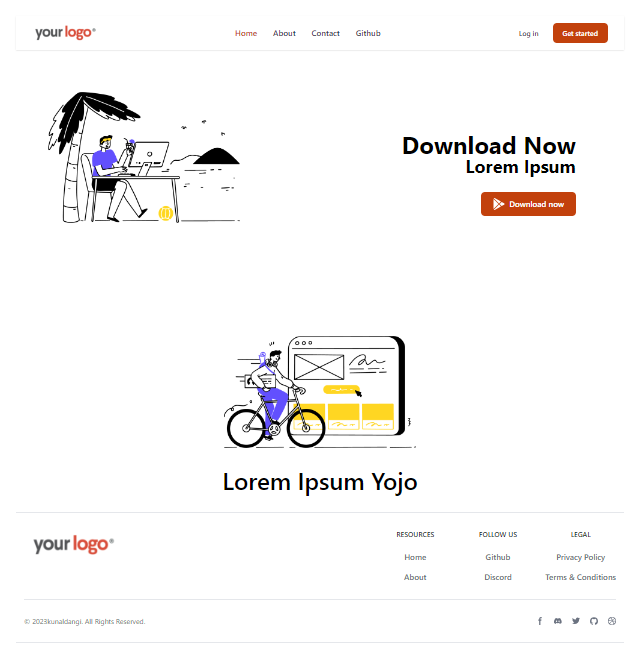 your logo®
Home About Contact Github
Log in Get started
Download Now
Lorem Ipsum
Download now
Lorem Ipsum Yojo
your logo®
RESOURCES FOLLOW US LEGAL
Home Github Privacy Policy
About Discord Terms & Conditions
© 2023kunaldangi. All Rights Reserved.